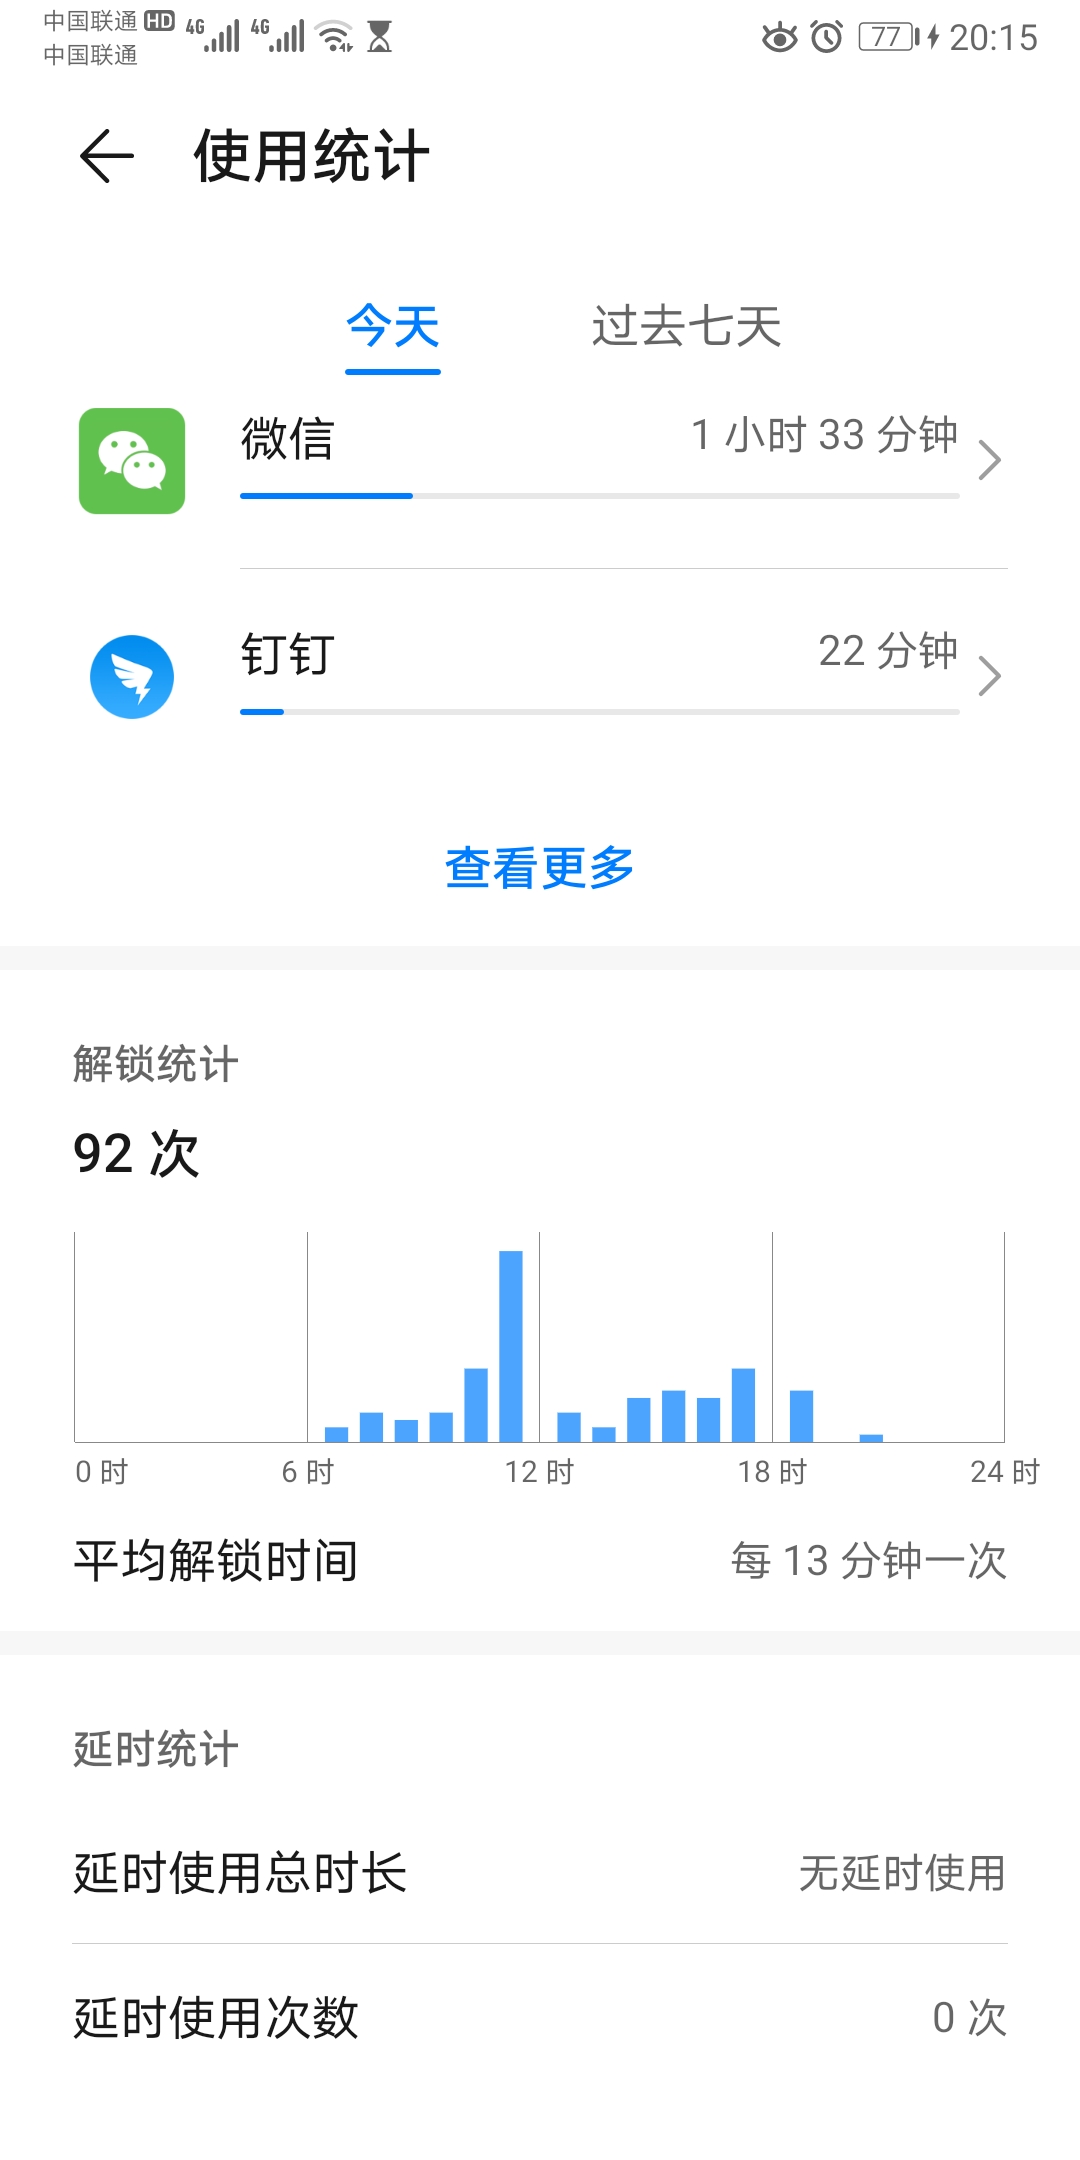 中国联通 HD 4G 4G 77 20:15
中国联通
使用统计
今天 过去七天
微信 1 小时 33 分钟
钉钉 22 分钟
查看更多
解锁统计
92 次
0 时 6 时 12 时 18 时 24 时
平均解锁时间 每 13 分钟一次
延时统计
延时使用总时长 无延时使用
延时使用次数 0 次